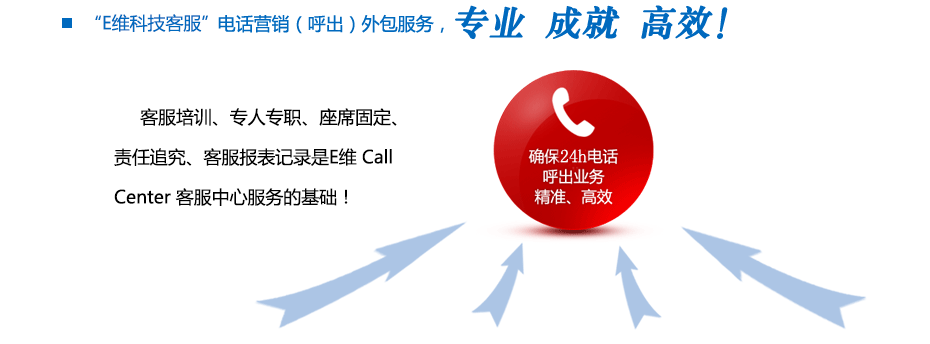 “E维科技客服”电话营销（呼出）外包服务，专业 成就 高效！
客服培训、专人专职、座席固定、
责任追究、客服报表记录是E维 Call
Center 客服中心服务的基础！
确保24h电话
呼出业务
精准、高效